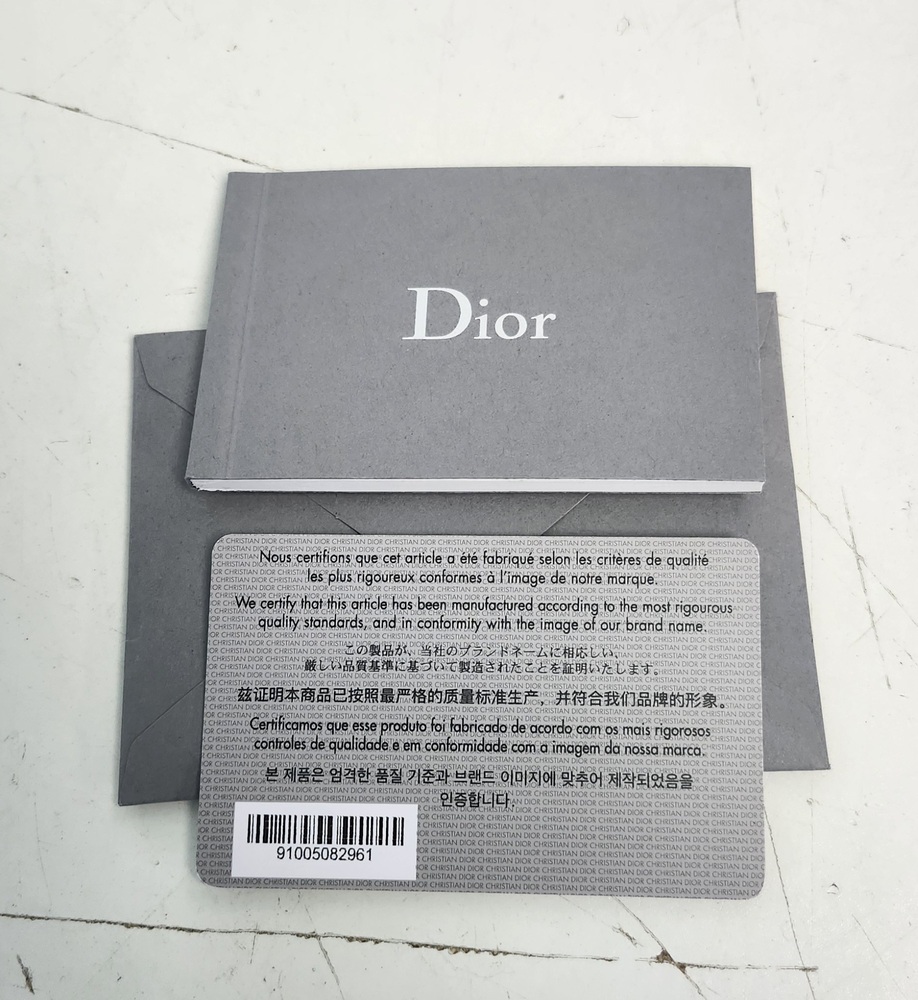 Dior
Nous certifions que cet article a été fabriqué selon les critères de qualité
les plus rigoureux conformes à l'image de notre marque.
We certify that this article has been manufactured according to the most rigourous
quality standards, and in conformity with the image of our brand name.
この製品が、当社のブランドネームに相応しい、
厳しい品質基準に基づいて製造されたことを証明いたします。
兹证明本商品已按照最严格的质量标准生产，并符合我们品牌的形象。
Certificamos que esse produto foi fabricado de acordo com os mais rigorosos
controles de qualidade e em conformidade com a imagem da nossa marca.
본 제품은 엄격한 품질 기준과 브랜드 이미지에 맞추어 제작되었음을
인증합니다.
91005082961